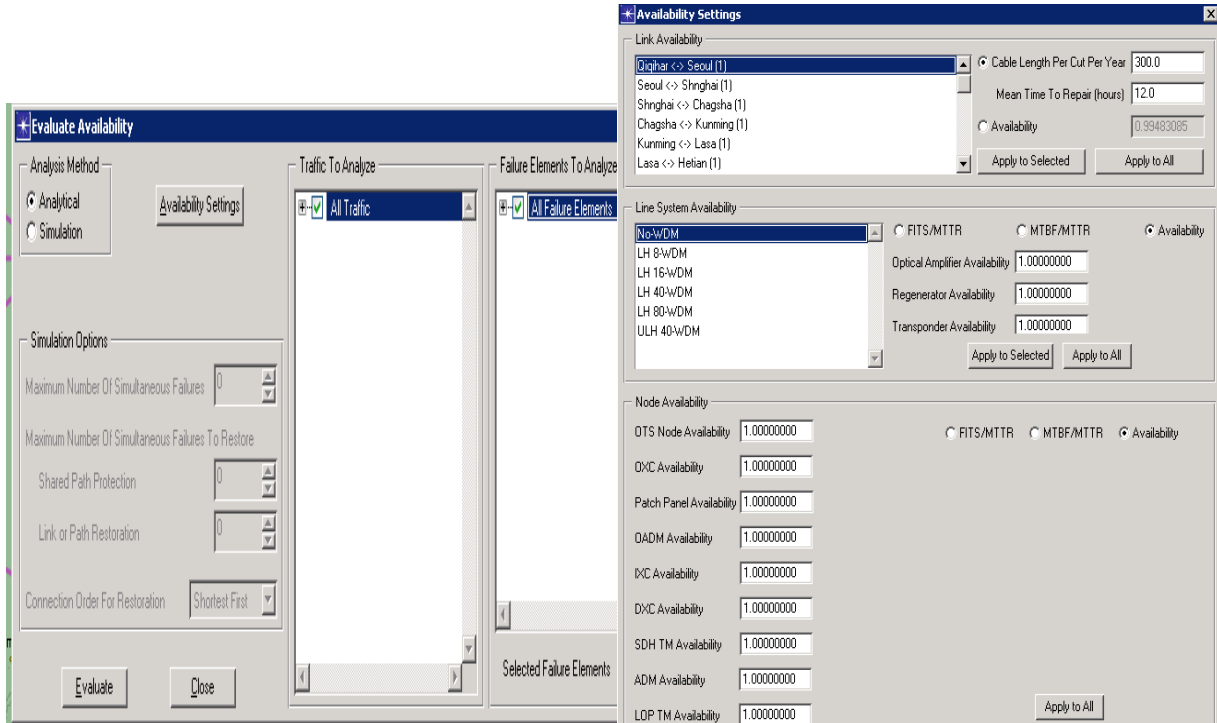 Evaluate Availability
Analysis Method
Analytical
Simulation
Availability Settings
Simulation Options
Maximum Number Of Simultaneous Failures 0
Maximum Number Of Simultaneous Failures To Restore
Shared Path Protection 0
Link or Path Restoration 0
Connection Order For Restoration Shortest First
Evaluate Close
Traffic To Analyze
All Traffic
Failure Elements To Analyze
All Failure Elements
Selected Failure Elements
Availability Settings
Link Availability
Qiqihar <-> Seoul (1)
Seoul <-> Shnghai (1)
Shnghai <-> Chagsha (1)
Chagsha <-> Kunming (1)
Kunming <-> Lasa (1)
Lasa <-> Hetian (1)
Cable Length Per Cut Per Year 300.0
Mean Time To Repair (hours) 12.0
Availability 0.99483085
Apply to Selected Apply to All
Line System Availability
No-WDM
LH 8-WDM
LH 16-WDM
LH 40-WDM
LH 80-WDM
ULH 40-WDM
FITS/MTTR MTBF/MTTR Availability
Optical Amplifier Availability 1.00000000
Regenerator Availability 1.00000000
Transponder Availability 1.00000000
Apply to Selected Apply to All
Node Availability
OTS Node Availability 1.00000000
FITS/MTTR MTBF/MTTR Availability
OXC Availability 1.00000000
Patch Panel Availability 1.00000000
OADM Availability 1.00000000
IXC Availability 1.00000000
DXC Availability 1.00000000
SDH TM Availability 1.00000000
ADM Availability 1.00000000
LOP TM Availability 1.00000000
Apply to All